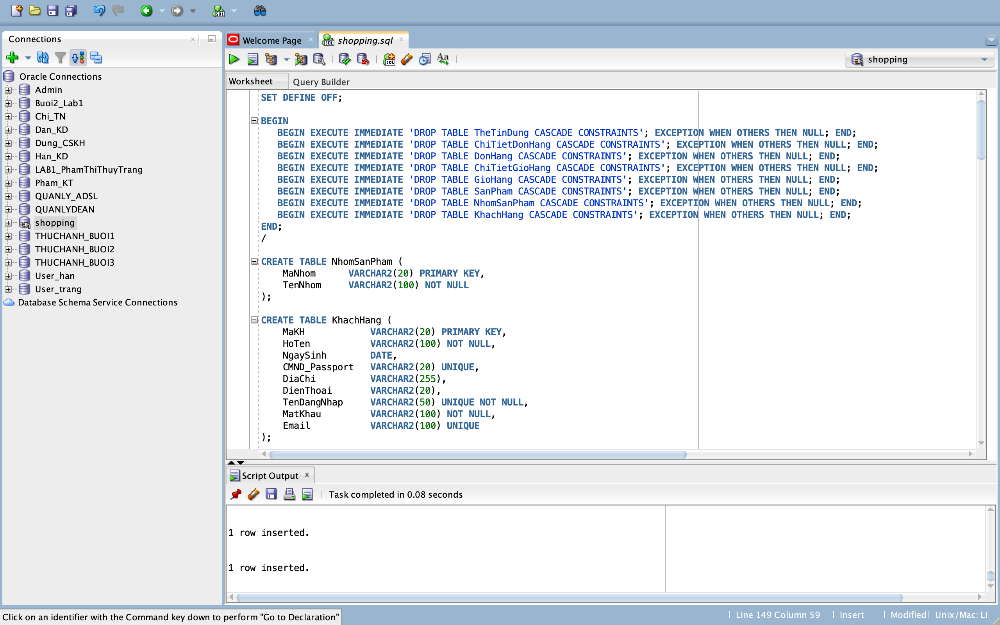 Connections
Oracle Connections
Admin
Buoi2_Lab1
Chi_TN
Dan_KD
Dung_CSKH
Han_KD
LAB1_PhamThiThuyTrang
Pham_KT
QUANLY_ADSL
QUANLYDEAN
shopping
THUCHANH_BUOI1
THUCHANH_BUOI2
THUCHANH_BUOI3
User_han
User_trang
Database Schema Service Connections
Welcome Page
shopping.sql
shopping
Worksheet
Query Builder
SET DEFINE OFF;
BEGIN
BEGIN EXECUTE IMMEDIATE 'DROP TABLE TheTinDung CASCADE CONSTRAINTS'; EXCEPTION WHEN OTHERS THEN NULL; END;
BEGIN EXECUTE IMMEDIATE 'DROP TABLE ChiTietDonHang CASCADE CONSTRAINTS'; EXCEPTION WHEN OTHERS THEN NULL; END;
BEGIN EXECUTE IMMEDIATE 'DROP TABLE DonHang CASCADE CONSTRAINTS'; EXCEPTION WHEN OTHERS THEN NULL; END;
BEGIN EXECUTE IMMEDIATE 'DROP TABLE ChiTietGioHang CASCADE CONSTRAINTS'; EXCEPTION WHEN OTHERS THEN NULL; END;
BEGIN EXECUTE IMMEDIATE 'DROP TABLE GioHang CASCADE CONSTRAINTS'; EXCEPTION WHEN OTHERS THEN NULL; END;
BEGIN EXECUTE IMMEDIATE 'DROP TABLE SanPham CASCADE CONSTRAINTS'; EXCEPTION WHEN OTHERS THEN NULL; END;
BEGIN EXECUTE IMMEDIATE 'DROP TABLE NhomSanPham CASCADE CONSTRAINTS'; EXCEPTION WHEN OTHERS THEN NULL; END;
BEGIN EXECUTE IMMEDIATE 'DROP TABLE KhachHang CASCADE CONSTRAINTS'; EXCEPTION WHEN OTHERS THEN NULL; END;
END;
/
CREATE TABLE NhomSanPham (
MaNhom VARCHAR2(20) PRIMARY KEY,
TenNhom VARCHAR2(100) NOT NULL
);
CREATE TABLE KhachHang (
MaKH VARCHAR2(20) PRIMARY KEY,
HoTen VARCHAR2(100) NOT NULL,
NgaySinh DATE,
CMND_Passport VARCHAR2(20) UNIQUE,
DiaChi VARCHAR2(255),
DienThoai VARCHAR2(20),
TenDangNhap VARCHAR2(50) UNIQUE NOT NULL,
MatKhau VARCHAR2(100) NOT NULL,
Email VARCHAR2(100) UNIQUE
);
Script Output
Task completed in 0.08 seconds
1 row inserted.
1 row inserted.
Click on an identifier with the Command key down to perform "Go to Declaration"
Line 149 Column 59
Insert
Modified
Unix/Mac: LF